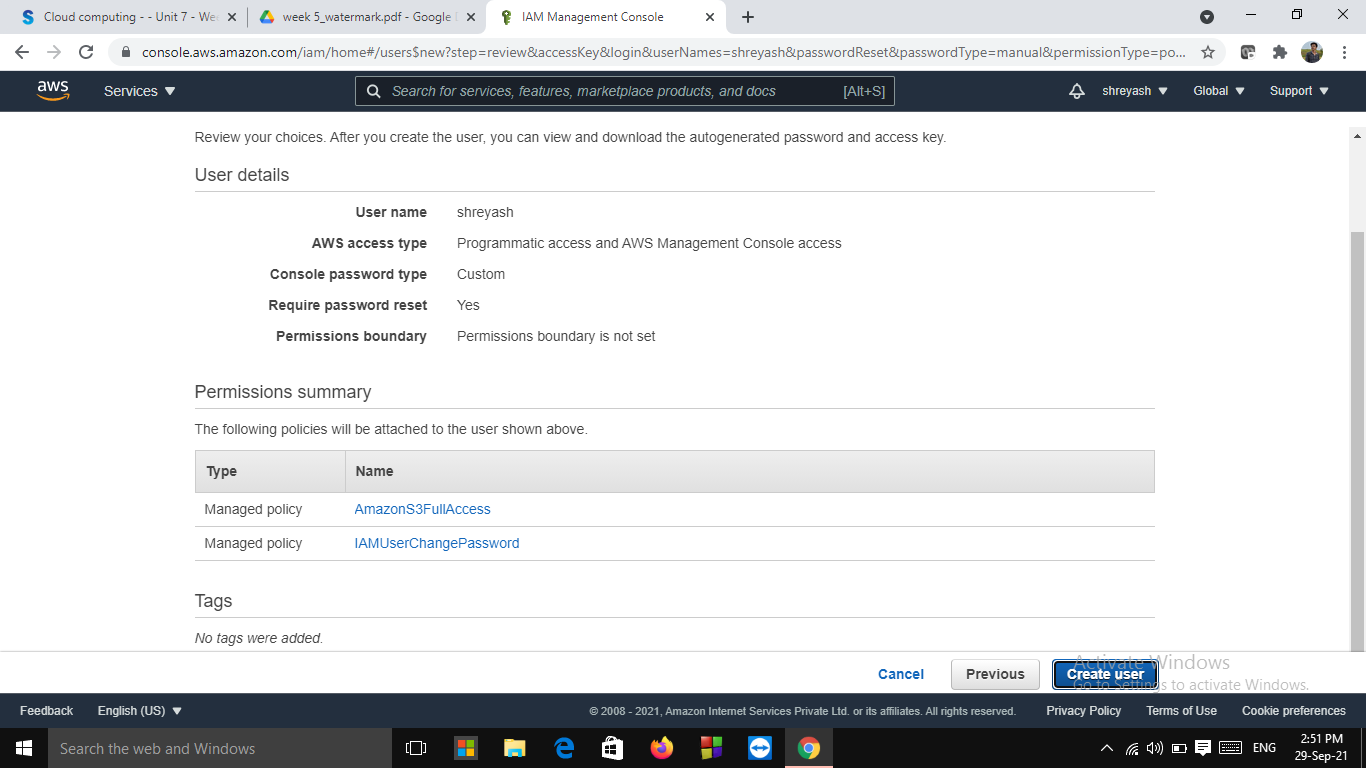 Cloud computing - - Unit 7 - We
week 5_watermark.pdf - Google
IAM Management Console
console.aws.amazon.com/iam/home#/users$new?step=review&accessKey&login&userNames=shreyash&passwordReset&passwordType=manual&permissionType=po...
aws
Services
Search for services, features, marketplace products, and docs
[Alt+S]
shreyash
Global
Support
Review your choices. After you create the user, you can view and download the autogenerated password and access key.
User details
User name shreyash
AWS access type Programmatic access and AWS Management Console access
Console password type Custom
Require password reset Yes
Permissions boundary Permissions boundary is not set
Permissions summary
The following policies will be attached to the user shown above.
Type Name
Managed policy AmazonS3FullAccess
Managed policy IAMUserChangePassword
Tags
No tags were added.
Activate Windows
Cancel Previous Create user
Go to Settings to activate Windows.
Feedback English (US) © 2008 - 2021, Amazon Internet Services Private Ltd. or its affiliates. All rights reserved. Privacy Policy Terms of Use Cookie preferences
Search the web and Windows
ENG
2:51 PM
29-Sep-21